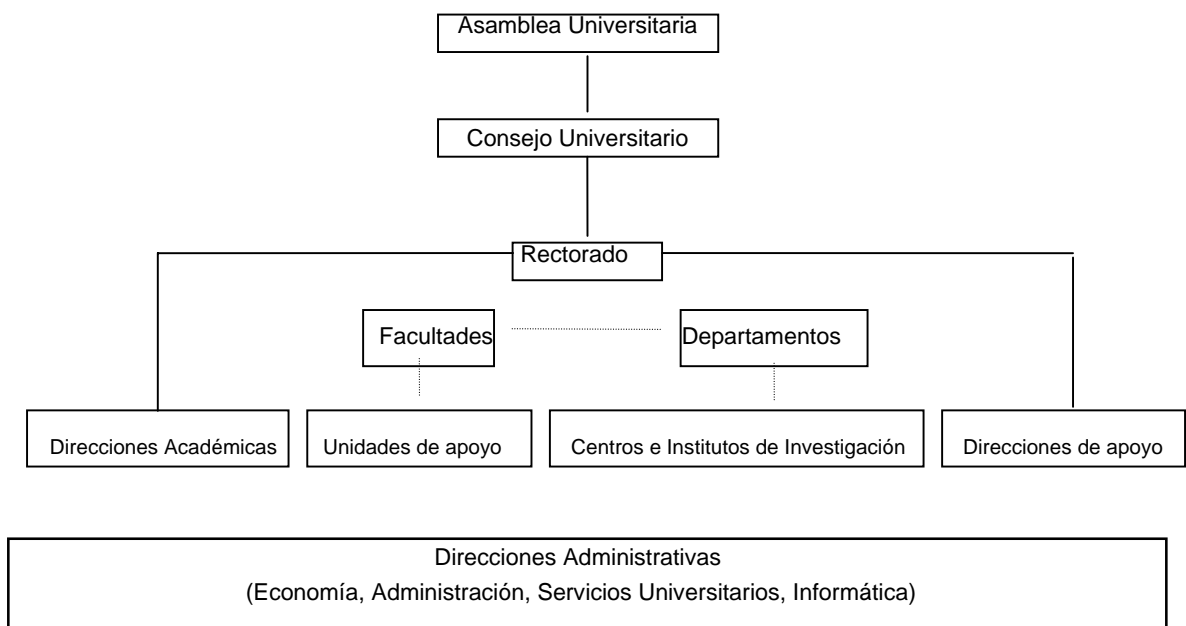 Asamblea Universitaria
Consejo Universitario
Rectorado
Facultades
Departamentos
Direcciones Académicas
Unidades de apoyo
Centros e Institutos de Investigación
Direcciones de apoyo
Direcciones Administrativas
(Economía, Administración, Servicios Universitarios, Informática)